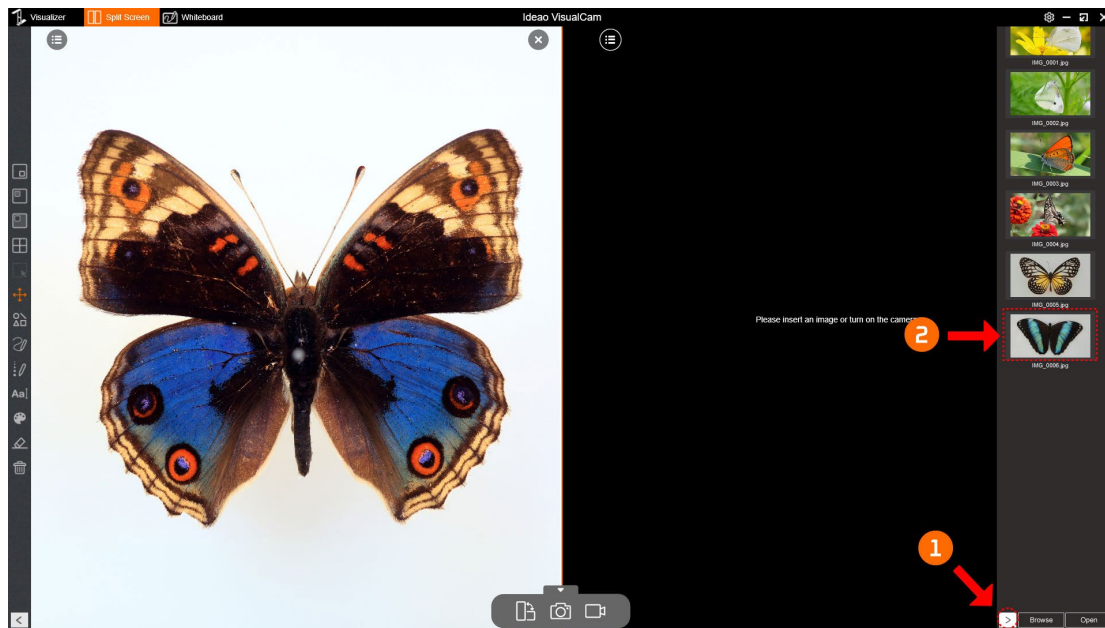 Visualizer
Split Screen
Whiteboard
Ideao VisualCam
IMG_0001.jpg
IMG_0002.jpg
IMG_0003.jpg
IMG_0004.jpg
IMG_0005.jpg
Please insert an image or turn on the camera
2
IMG_0006.jpg
1
Aa
Browse
Open